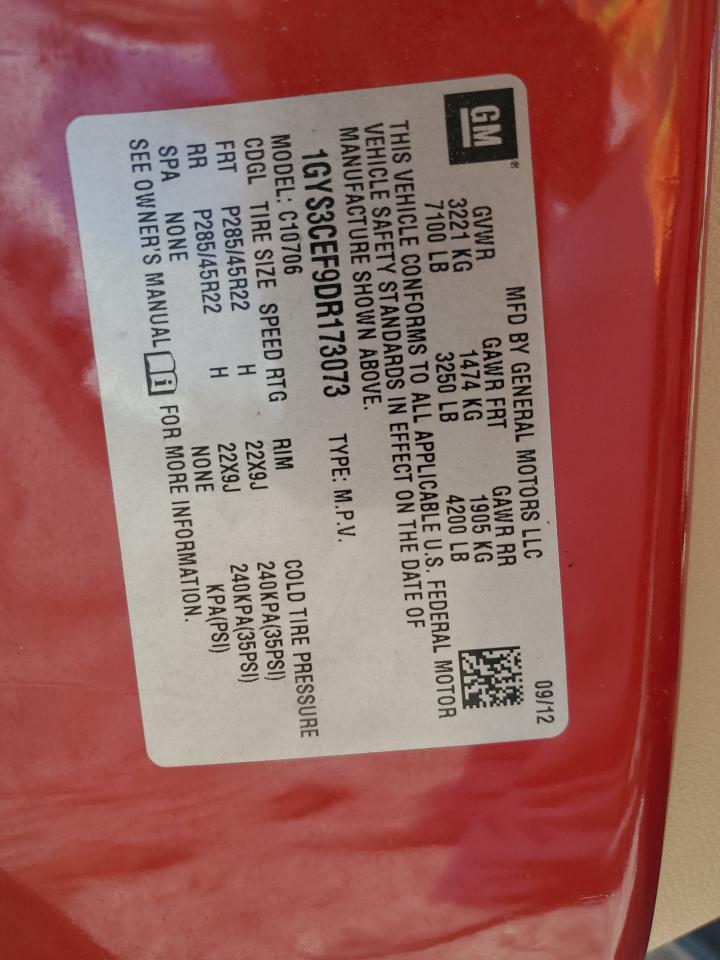 GM®
MFD BY GENERAL MOTORS LLC 09/12
GVWR GAWR FRT GAWR RR
3221 KG 1474 KG 1905 KG
7100 LB 3250 LB 4200 LB
THIS VEHICLE CONFORMS TO ALL APPLICABLE U.S. FEDERAL MOTOR
VEHICLE SAFETY STANDARDS IN EFFECT ON THE DATE OF
MANUFACTURE SHOWN ABOVE.
1GYS3CEF9DR173073 TYPE: M.P.V.
MODEL: C10706
CDGL TIRE SIZE SPEED RTG RIM COLD TIRE PRESSURE
FRT P285/45R22 H 22X9J 240KPA(35PSI)
RR P285/45R22 H 22X9J 240KPA(35PSI)
SPA NONE NONE KPA(PSI)
SEE OWNER'S MANUAL i FOR MORE INFORMATION.